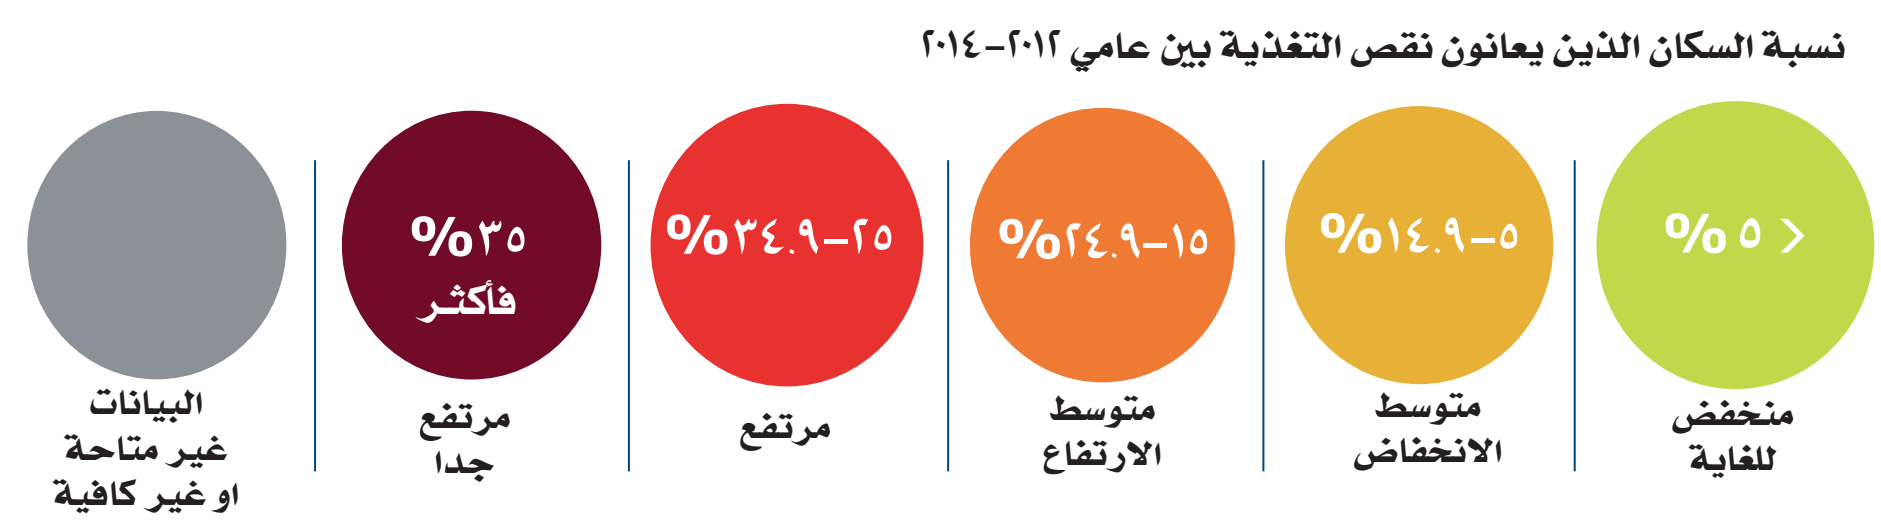 نسبة السكان الذين يعانون نقص التغذية بين عامي ٢٠١٢–٢٠١٤
< ٥%
منخفض
للغاية
٥–١٤.٩%
متوسط
الانخفاض
١٥–٢٤.٩%
متوسط
الارتفاع
٢٥–٣٤.٩%
مرتفع
٣٥%
فأكثر
مرتفع
جدا
البيانات
غير متاحة
او غير كافية